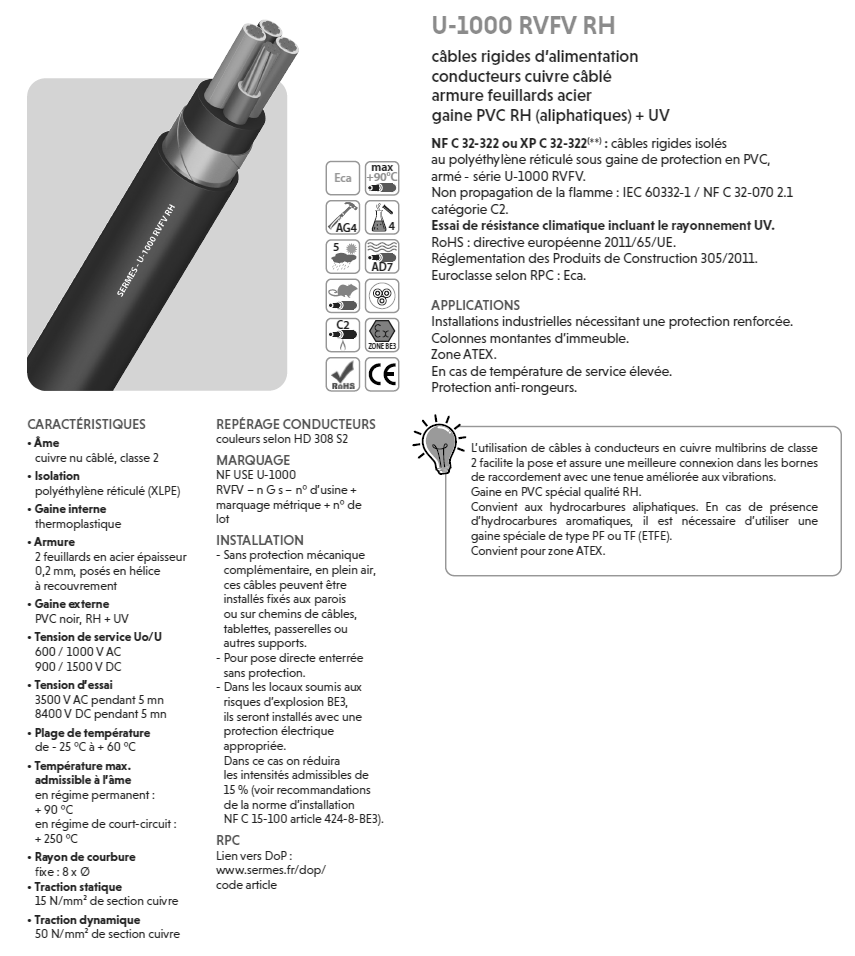 U-1000 RVFV RH
câbles rigides d'alimentation
conducteurs cuivre câblé
armure feuillards acier
gaine PVC RH (aliphatiques) + UV
NF C 32-322 ou XP C 32-322(**) : câbles rigides isolés
au polyéthylène réticulé sous gaine de protection en PVC,
armé - série U-1000 RVFV.
Non propagation de la flamme : IEC 60332-1 / NF C 32-070 2.1
catégorie C2.
Essai de résistance climatique incluant le rayonnement UV.
RoHS : directive européenne 2011/65/UE.
Réglementation des Produits de Construction 305/2011.
Euroclasse selon RPC : Eca.
APPLICATIONS
Installations industrielles nécessitant une protection renforcée.
Colonnes montantes d'immeuble.
Zone ATEX.
En cas de température de service élevée.
Protection anti-rongeurs.
SERMES - U-1000 RVFV RH
Eca
max
+90°C
AG4
4
5
AD7
C2
Ex
ZONE BE3
RoHS
CE
CARACTÉRISTIQUES
• Âme
cuivre nu câblé, classe 2
• Isolation
polyéthylène réticulé (XLPE)
• Gaine interne
thermoplastique
• Armure
2 feuillards en acier épaisseur
0,2 mm, posés en hélice
à recouvrement
• Gaine externe
PVC noir, RH + UV
• Tension de service Uo/U
600 / 1000 V AC
900 / 1500 V DC
• Tension d'essai
3500 V AC pendant 5 mn
8400 V DC pendant 5 mn
• Plage de température
de - 25 °C à + 60 °C
• Température max.
admissible à l'âme
en régime permanent :
+ 90 °C
en régime de court-circuit :
+ 250 °C
• Rayon de courbure
fixe : 8 x Ø
• Traction statique
15 N/mm² de section cuivre
• Traction dynamique
50 N/mm² de section cuivre
REPÉRAGE CONDUCTEURS
couleurs selon HD 308 S2
MARQUAGE
NF USE U-1000
RVFV – n G s – n° d'usine +
marquage métrique + n° de
lot
INSTALLATION
- Sans protection mécanique
complémentaire, en plein air,
ces câbles peuvent être
installés fixés aux parois
ou sur chemins de câbles,
tablettes, passerelles ou
autres supports.
- Pour pose directe enterrée
sans protection.
- Dans les locaux soumis aux
risques d'explosion BE3,
ils seront installés avec une
protection électrique
appropriée.
Dans ce cas on réduira
les intensités admissibles de
15 % (voir recommandations
de la norme d'installation
NF C 15-100 article 424-8-BE3).
RPC
Lien vers DoP :
www.sermes.fr/dop/
code article
L'utilisation de câbles à conducteurs en cuivre multibrins de classe
2 facilite la pose et assure une meilleure connexion dans les bornes
de raccordement avec une tenue améliorée aux vibrations.
Gaine en PVC spécial qualité RH.
Convient aux hydrocarbures aliphatiques. En cas de présence
d'hydrocarbures aromatiques, il est nécessaire d'utiliser une
gaine spéciale de type PF ou TF (ETFE).
Convient pour zone ATEX.